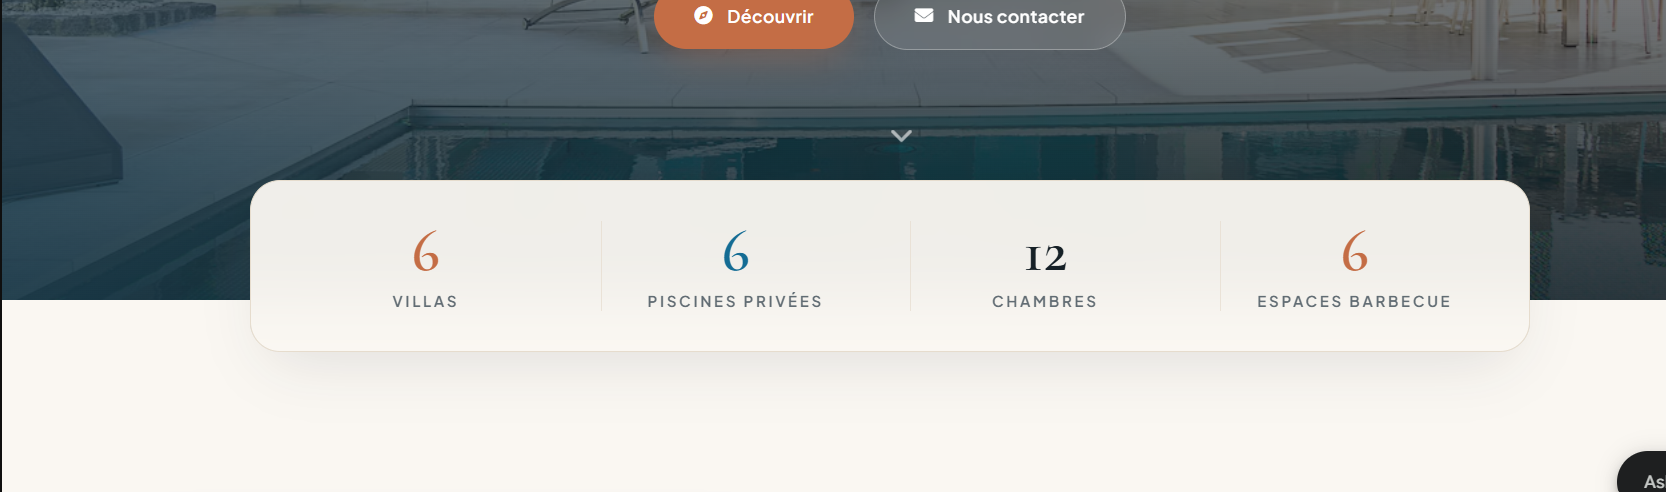 Découvrir
Nous contacter
6
VILLAS
6
PISCINES PRIVÉES
12
CHAMBRES
6
ESPACES BARBECUE